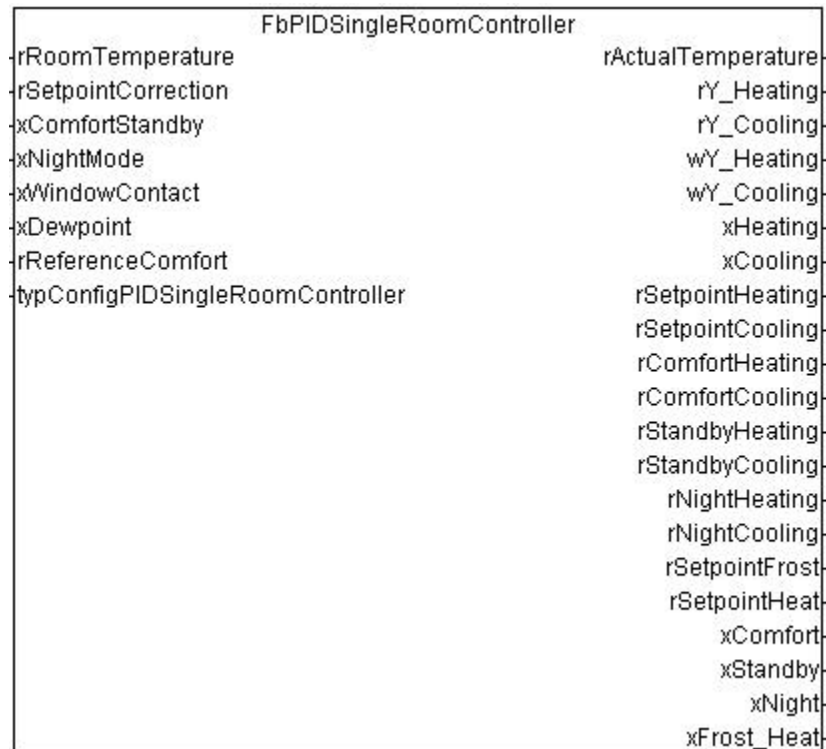 FbPIDSingleRoomController
rRoomTemperature rActualTemperature
rSetpointCorrection rY_Heating
xComfortStandby rY_Cooling
xNightMode wY_Heating
xWindowContact wY_Cooling
xDewpoint xHeating
rReferenceComfort xCooling
typConfigPIDSingleRoomController rSetpointHeating
rSetpointCooling
rComfortHeating
rComfortCooling
rStandbyHeating
rStandbyCooling
rNightHeating
rNightCooling
rSetpointFrost
rSetpointHeat
xComfort
xStandby
xNight
xFrost_Heat